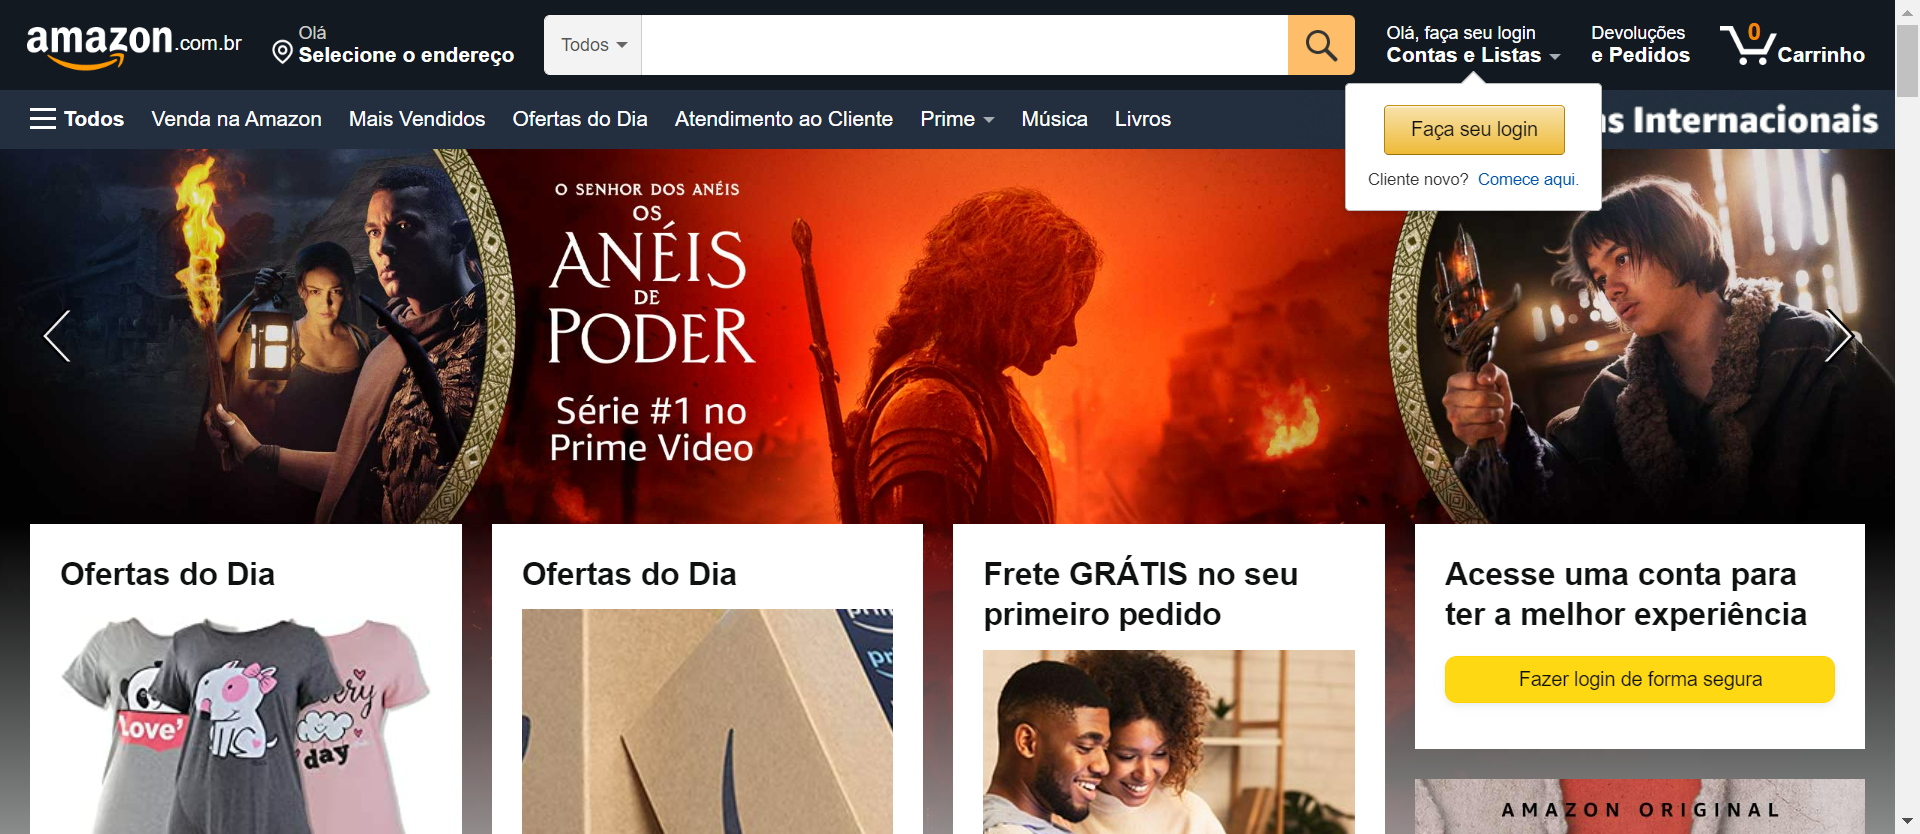 amazon.com.br
Olá
Selecione o endereço
Todos
Olá, faça seu login
Contas e Listas
Devoluções
e Pedidos
0
Carrinho
Todos
Venda na Amazon
Mais Vendidos
Ofertas do Dia
Atendimento ao Cliente
Prime
Música
Livros
Internacionais
Faça seu login
Cliente novo? Comece aqui.
O SENHOR DOS ANÉIS
OS
ANÉIS
DE
PODER
Série #1 no
Prime Video
Ofertas do Dia
Ofertas do Dia
Frete GRÁTIS no seu
primeiro pedido
Acesse uma conta para
ter a melhor experiência
Fazer login de forma segura
Love'
day
AMAZON ORIGINAL